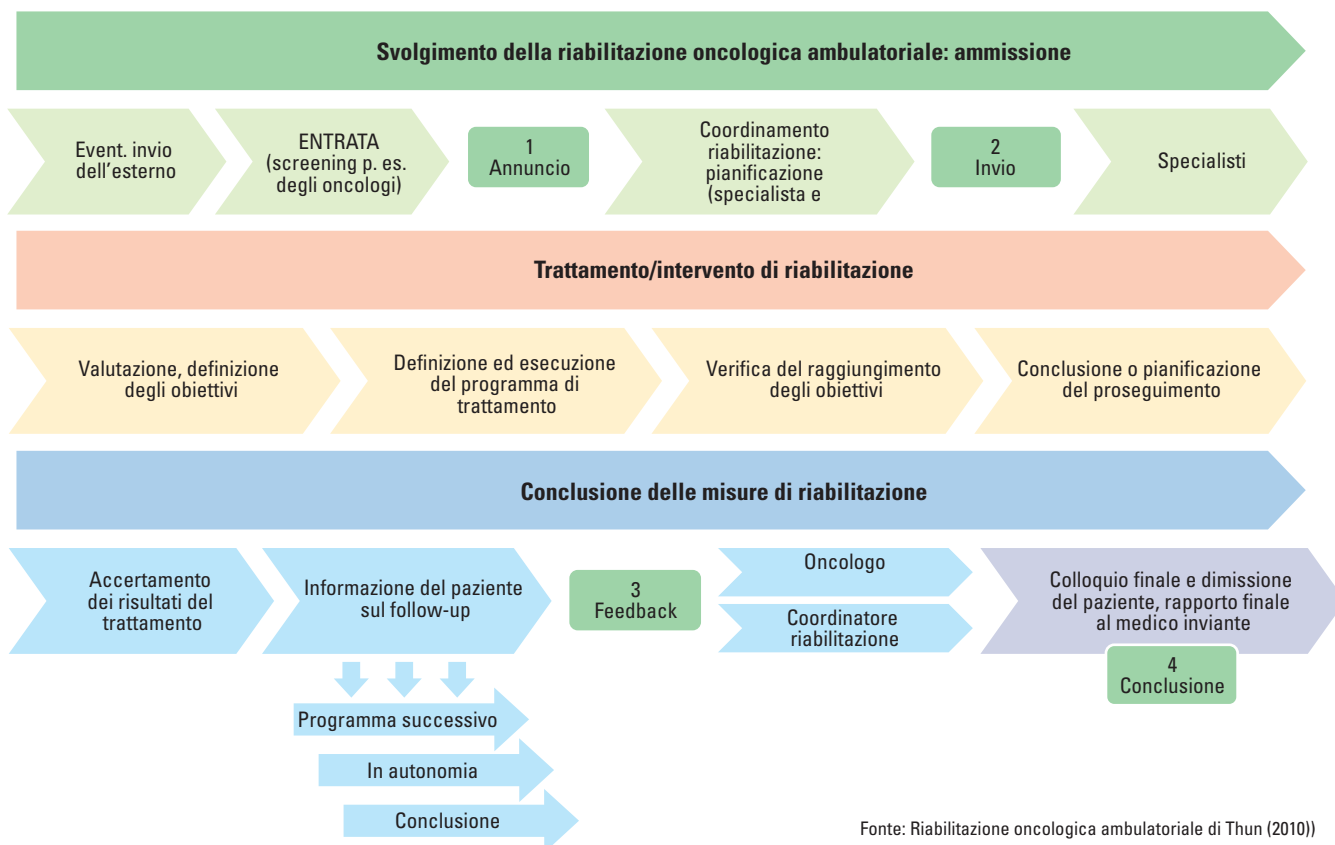 Svolgimento della riabilitazione oncologica ambulatoriale: ammissione
Event. invio
dell'esterno
ENTRATA
(screening p. es.
degli oncologi)
1
Annuncio
Coordinamento
riabilitazione:
pianificazione
(specialista e
2
Invio
Specialisti
Trattamento/intervento di riabilitazione
Valutazione, definizione
degli obiettivi
Definizione ed esecuzione
del programma di
trattamento
Verifica del raggiungimento
degli obiettivi
Conclusione o pianificazione
del proseguimento
Conclusione delle misure di riabilitazione
Accertamento
dei risultati del
trattamento
Informazione del paziente
sul follow-up
3
Feedback
Oncologo
Coordinatore
riabilitazione
Colloquio finale e dimissione
del paziente, rapporto finale
al medico inviante
4
Conclusione
Programma successivo
In autonomia
Conclusione
Fonte: Riabilitazione oncologica ambulatoriale di Thun (2010))